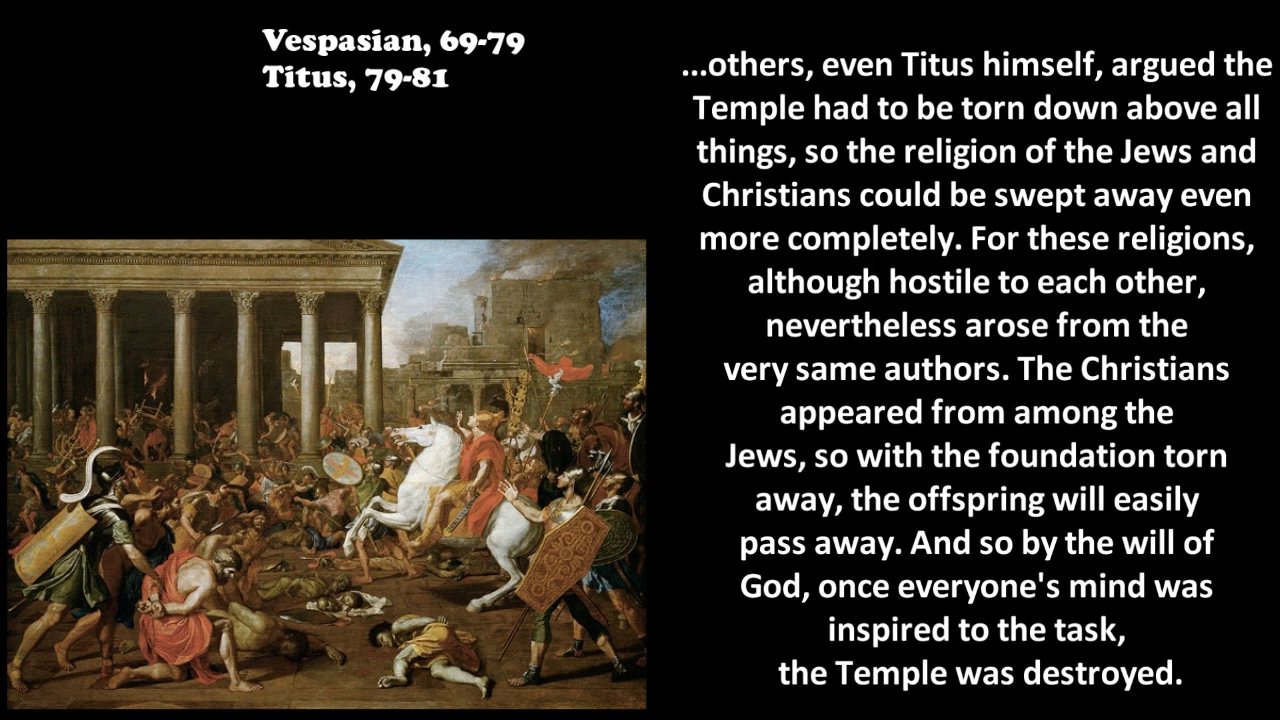 Vespasian, 69-79
Titus, 79-81
...others, even Titus himself, argued the
Temple had to be torn down above all
things, so the religion of the Jews and
Christians could be swept away even
more completely. For these religions,
although hostile to each other,
nevertheless arose from the
very same authors. The Christians
appeared from among the
Jews, so with the foundation torn
away, the offspring will easily
pass away. And so by the will of
God, once everyone's mind was
inspired to the task,
the Temple was destroyed.